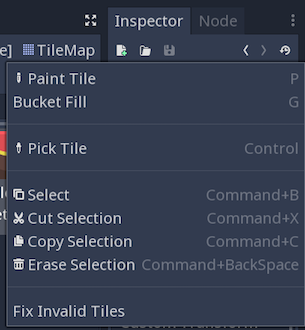 Inspector Node
e] TileMap
Paint Tile P
Bucket Fill G
Pick Tile Control
Select Command+B
Cut Selection Command+X
Copy Selection Command+C
Erase Selection Command+BackSpace
Fix Invalid Tiles